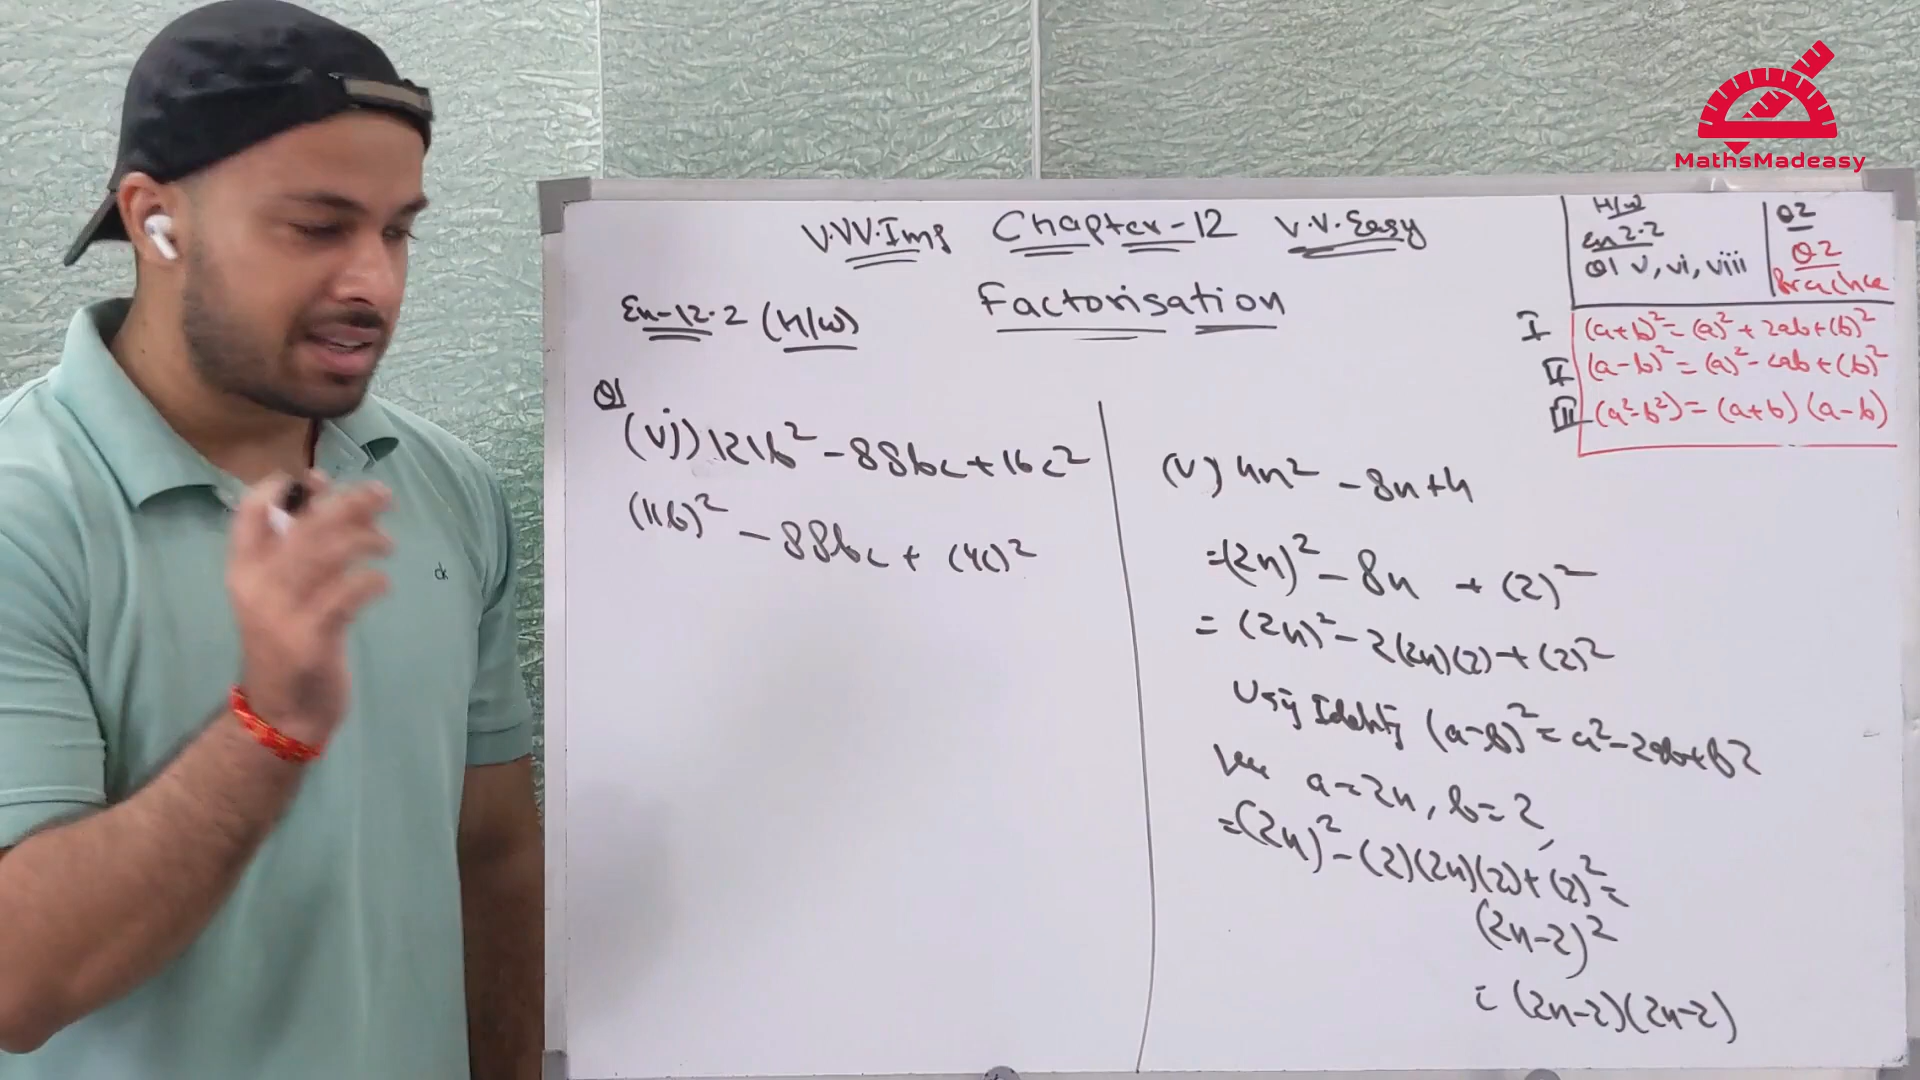 MathsMadeasy
V.VV.Imp Chapter-12 V.V.Easy
Factorisation
Ex-12.2 (H/w)
H/w
Ex 2.2
Q1 v, vi, viii
Q2
Q2
I (a+b)²=(a)²+2ab+(b)²
II (a-b)²=(a)²-2ab+(b)²
III (a²-b²)=(a+b)(a-b)
Q1
(vi) 121b²-88bc+16c²
(11b)²-88bc+(4c)²
(v) 4x²-8x+4
=(2x)²-8x+(2)²
=(2x)²-2(2x)(2)+(2)²
Using Identity (a-b)²=a²-2ab+b²
a=2x, b=2
=(2x)²-(2)(2x)(2)+(2)²=
(2x-2)²
=(2x-2)(2x-2)
ck